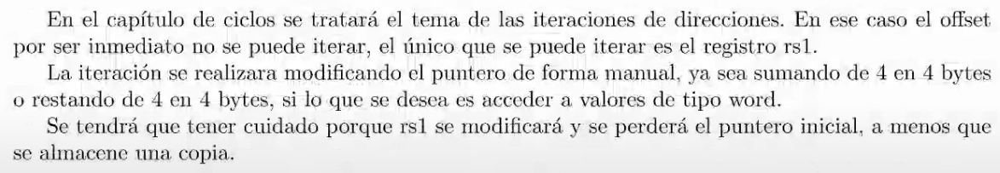 En el capítulo de ciclos se tratará el tema de las iteraciones de direcciones. En ese caso el offset
por ser inmediato no se puede iterar, el único que se puede iterar es el registro rs1.
La iteración se realizara modificando el puntero de forma manual, ya sea sumando de 4 en 4 bytes
o restando de 4 en 4 bytes, si lo que se desea es acceder a valores de tipo word.
Se tendrá que tener cuidado porque rs1 se modificará y se perderá el puntero inicial, a menos que
se almacene una copia.